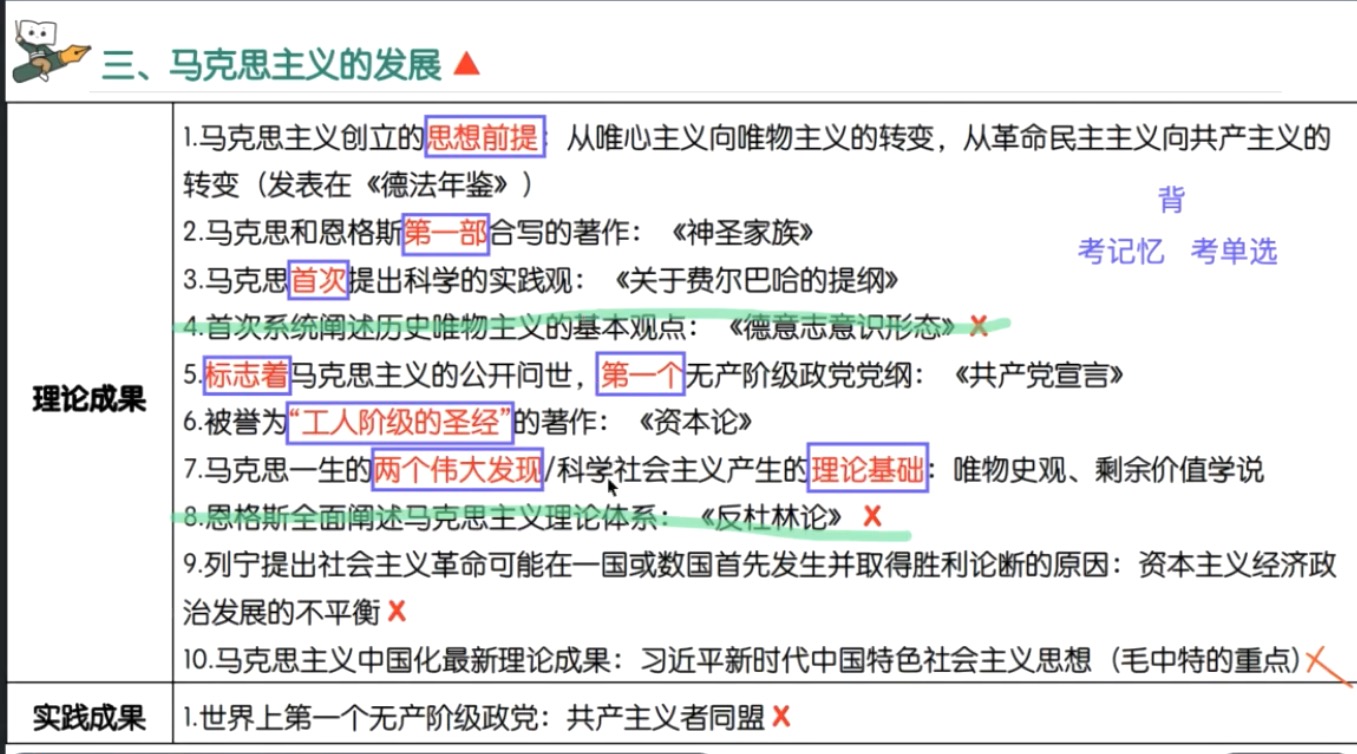 三、马克思主义的发展
1.马克思主义创立的思想前提：从唯心主义向唯物主义的转变，从革命民主主义向共产主义的
转变（发表在《德法年鉴》）
背
2.马克思和恩格斯第一部合写的著作：《神圣家族》
考记忆 考单选
3.马克思首次提出科学的实践观：《关于费尔巴哈的提纲》
4.首次系统阐述历史唯物主义的基本观点：《德意志意识形态》X
5.标志着马克思主义的公开问世，第一个无产阶级政党党纲：《共产党宣言》
理论成果
6.被誉为“工人阶级的圣经”的著作：《资本论》
7.马克思一生的两个伟大发现/科学社会主义产生的理论基础：唯物史观、剩余价值学说
8.恩格斯全面阐述马克思主义理论体系：《反杜林论》X
9.列宁提出社会主义革命可能在一国或数国首先发生并取得胜利论断的原因：资本主义经济政
治发展的不平衡X
10.马克思主义中国化最新理论成果：习近平新时代中国特色社会主义思想（毛中特的重点）
实践成果
1.世界上第一个无产阶级政党：共产主义者同盟X